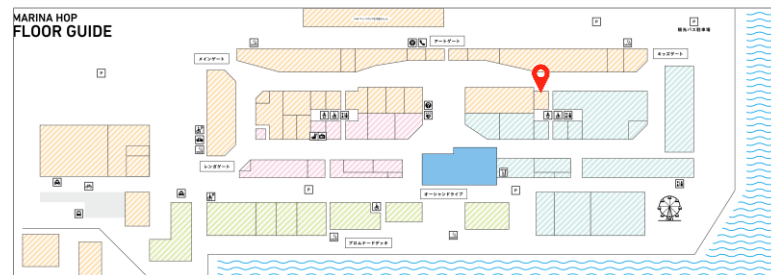 MARINA HOP
FLOOR GUIDE
P
P
観光バス駐車場
アートゲート
メインゲート
キッズゲート
P
レンガゲート
P
オーシャンドライブ
P
プロムナードデッキ